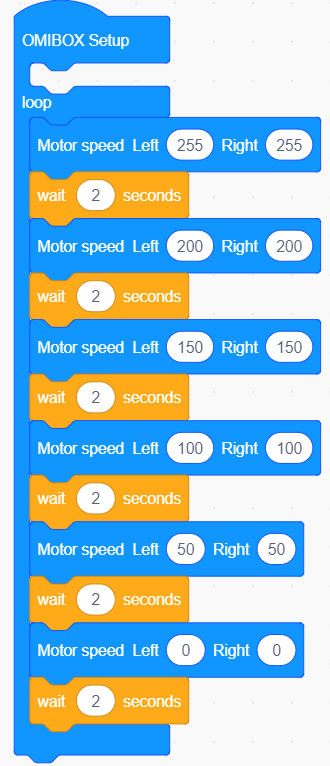 OMIBOX Setup
loop
Motor speed Left 255 Right 255
wait 2 seconds
Motor speed Left 200 Right 200
wait 2 seconds
Motor speed Left 150 Right 150
wait 2 seconds
Motor speed Left 100 Right 100
wait 2 seconds
Motor speed Left 50 Right 50
wait 2 seconds
Motor speed Left 0 Right 0
wait 2 seconds